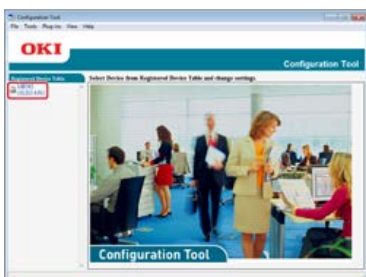 Configuration Tool
File Tools Plug-ins View Help
OKI
Configuration Tool
Registered Device Table
Select Device from Registered Device Table and change settings.
Configuration Tool